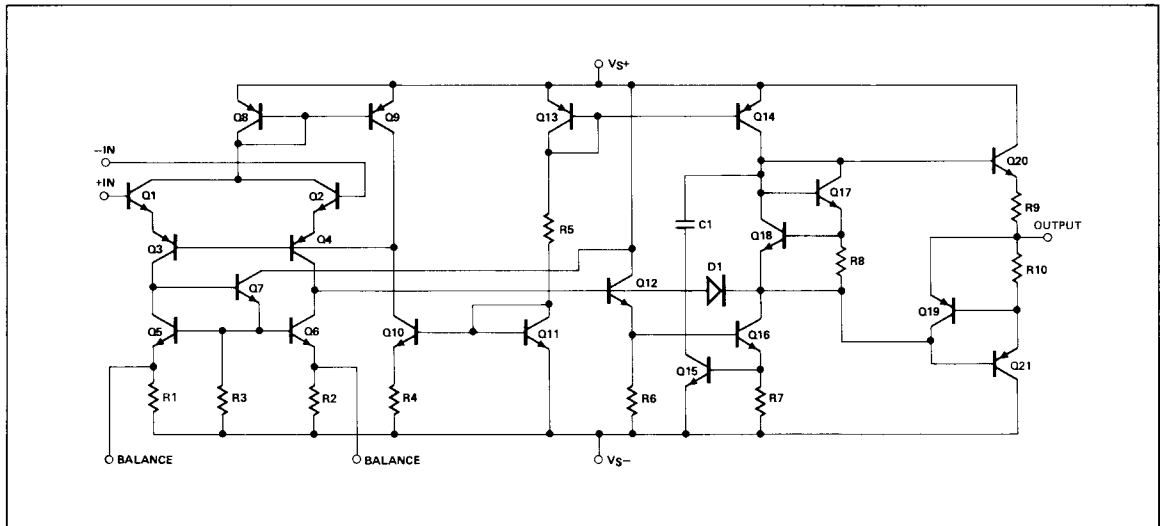 VS+
Q8
Q9
Q13
Q14
−IN
+IN
Q1
Q2
Q20
Q17
R9
Q3
Q4
R5
C1
Q18
OUTPUT
R8
R10
Q7
Q12
D1
Q19
Q5
Q6
Q10
Q11
Q16
Q15
Q21
R1
R3
R2
R4
R6
R7
BALANCE
BALANCE
VS−